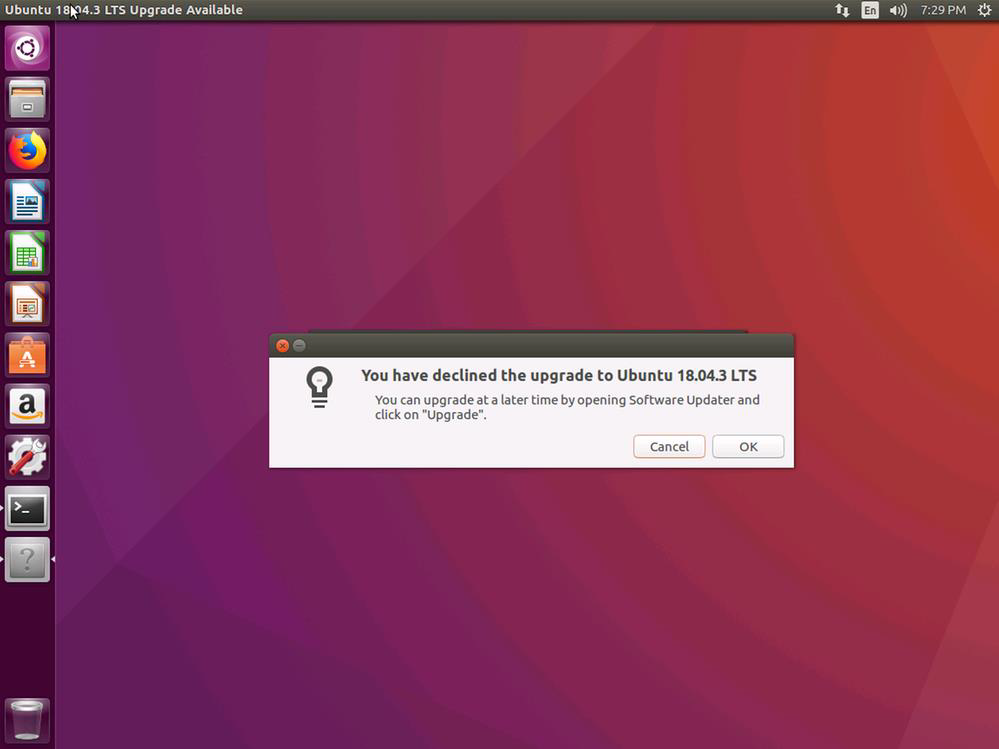 Ubuntu 18.04.3 LTS Upgrade Available
En
7:29 PM
You have declined the upgrade to Ubuntu 18.04.3 LTS
You can upgrade at a later time by opening Software Updater and
click on "Upgrade".
Cancel
OK